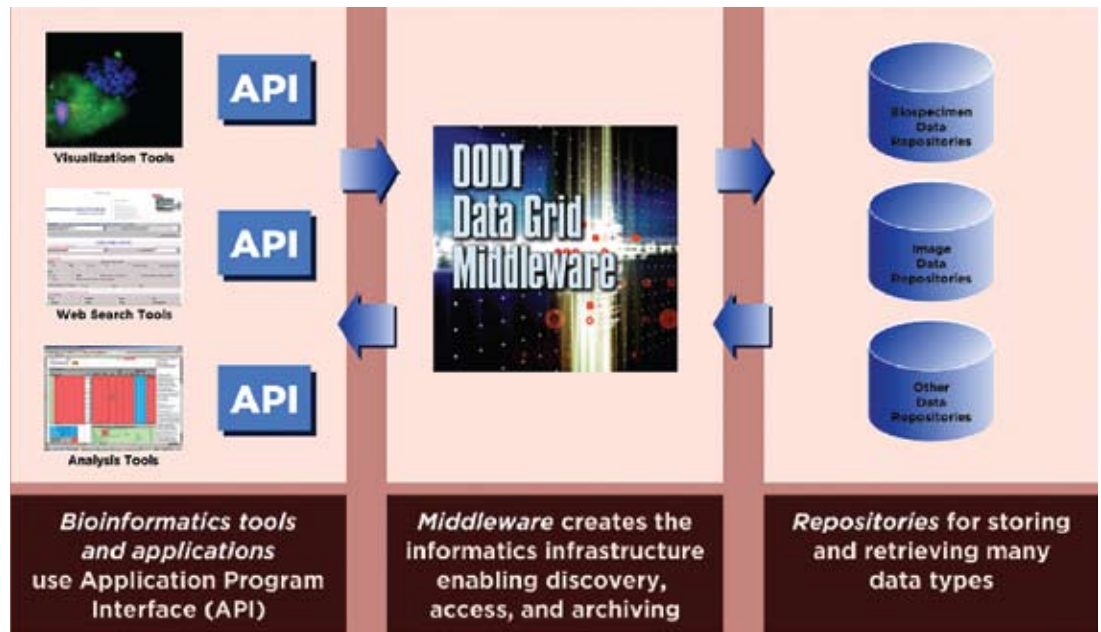 API
Visualization Tools
API
Web Search Tools
API
Analysis Tools
OODT
Data Grid
Middleware
Biospecimen
Data
Repositories
Image
Data
Repositories
Other
Data
Repositories
Bioinformatics tools
and applications
use Application Program
Interface (API)
Middleware creates the
informatics infrastructure
enabling discovery,
access, and archiving
Repositories for storing
and retrieving many
data types